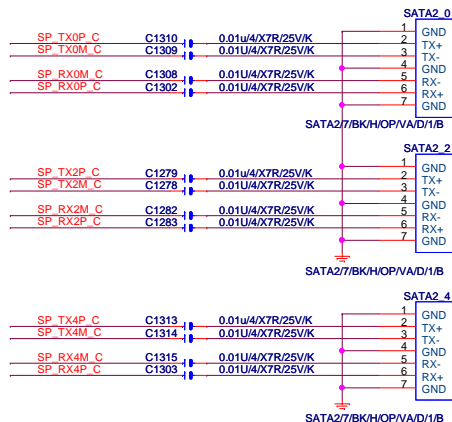 SATA2_0
1 GND
SP_TX0P_C C1310 0.01u/4/X7R/25V/K 2 TX+
SP_TX0M_C C1309 0.01U/4/X7R/25V/K 3 TX-
4 GND
SP_RX0M_C C1308 0.01U/4/X7R/25V/K 5 RX-
SP_RX0P_C C1302 0.01U/4/X7R/25V/K 6 RX+
7 GND
SATA2/7/BK/H/OP/VA/D/1/B
SATA2_2
1 GND
SP_TX2P_C C1279 0.01u/4/X7R/25V/K 2 TX+
SP_TX2M_C C1278 0.01U/4/X7R/25V/K 3 TX-
4 GND
SP_RX2M_C C1282 0.01U/4/X7R/25V/K 5 RX-
SP_RX2P_C C1283 0.01U/4/X7R/25V/K 6 RX+
7 GND
SATA2/7/BK/H/OP/VA/D/1/B
SATA2_4
1 GND
SP_TX4P_C C1313 0.01u/4/X7R/25V/K 2 TX+
SP_TX4M_C C1314 0.01U/4/X7R/25V/K 3 TX-
4 GND
SP_RX4M_C C1315 0.01U/4/X7R/25V/K 5 RX-
SP_RX4P_C C1303 0.01U/4/X7R/25V/K 6 RX+
7 GND
SATA2/7/BK/H/OP/VA/D/1/B